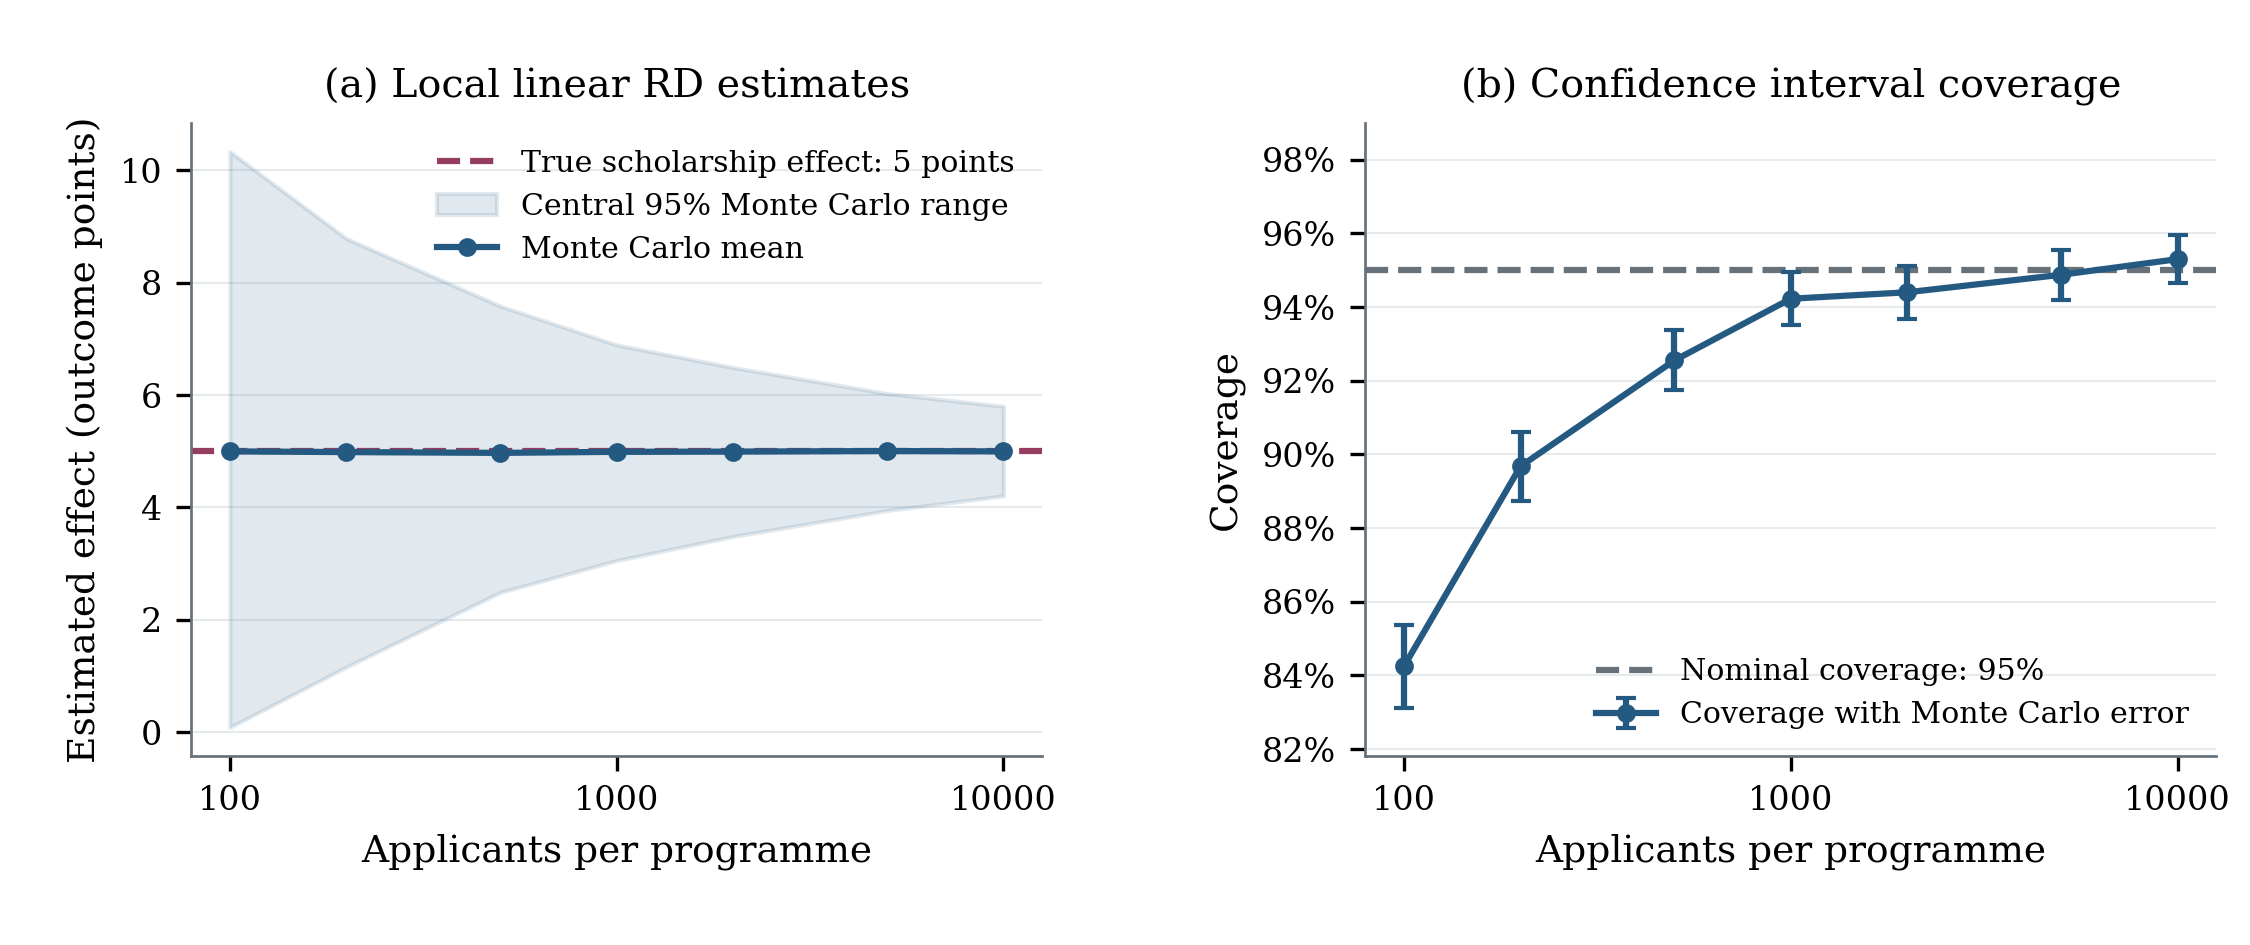 (a) Local linear RD estimates
Estimated effect (outcome points)
10
8
6
4
2
0
True scholarship effect: 5 points
Central 95% Monte Carlo range
Monte Carlo mean
100
1000
10000
Applicants per programme
(b) Confidence interval coverage
Coverage
98%
96%
94%
92%
90%
88%
86%
84%
82%
Nominal coverage: 95%
Coverage with Monte Carlo error
100
1000
10000
Applicants per programme